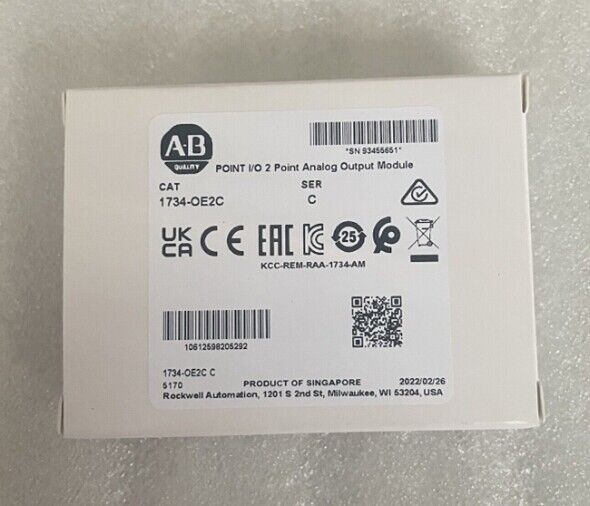 A-B
QUALITY
*SN 93455651*
POINT I/O 2 Point Analog Output Module
CAT SER
1734-OE2C C
UK CA CE EAC 25
KCC-REM-RAA-1734-AM
10612598205292
1734-OE2C C
5170 PRODUCT OF SINGAPORE 2022/02/26
Rockwell Automation, 1201 S 2nd St, Milwaukee, WI 53204, USA